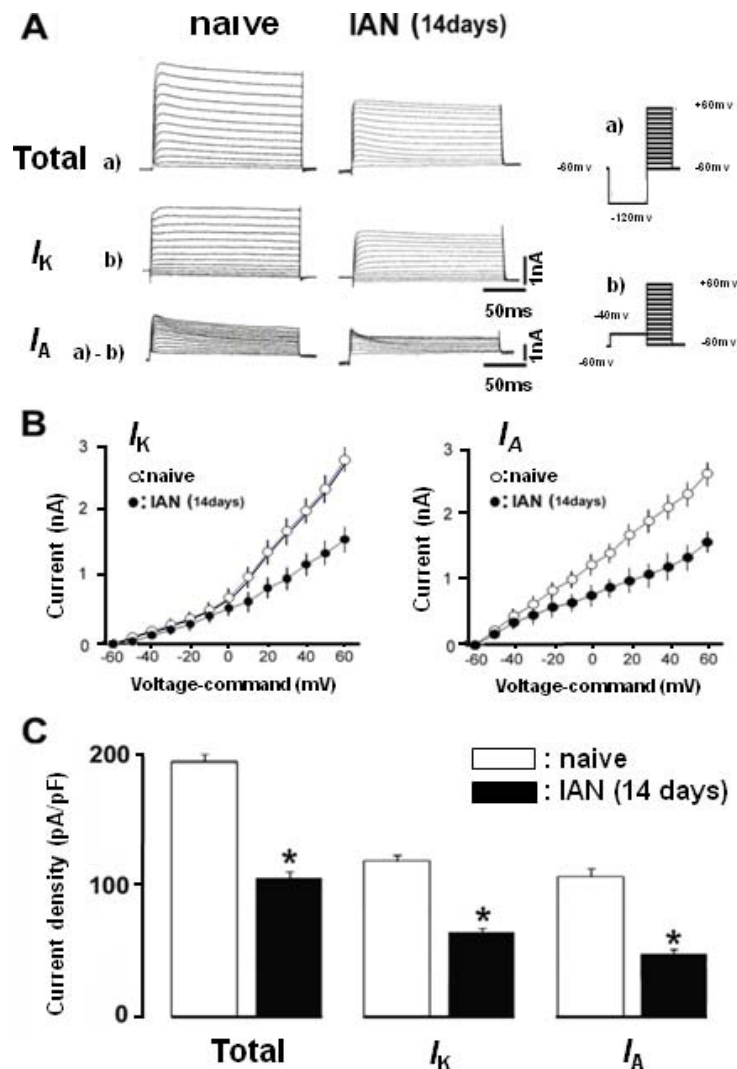 A naive IAN (14days)
Total a)
a) +60mv
-60mv -60mv
-120mv
IK b)
1nA
50ms
b) +60mv
-40mv
-60mv
-60mv
IA a) - b)
1nA
50ms
B
IK
○:naive
●: IAN (14days)
Current (nA)
3
2
1
0
-60 -40 -20 0 20 40 60
Voltage-command (mV)
IA
○:naive
●: IAN (14days)
Current (nA)
3
2
1
0
-60 -40 -20 0 20 40 60
Voltage-command (mV)
C
: naive
: IAN (14 days)
Current density (pA/pF)
200
100
0
* * *
Total IK IA